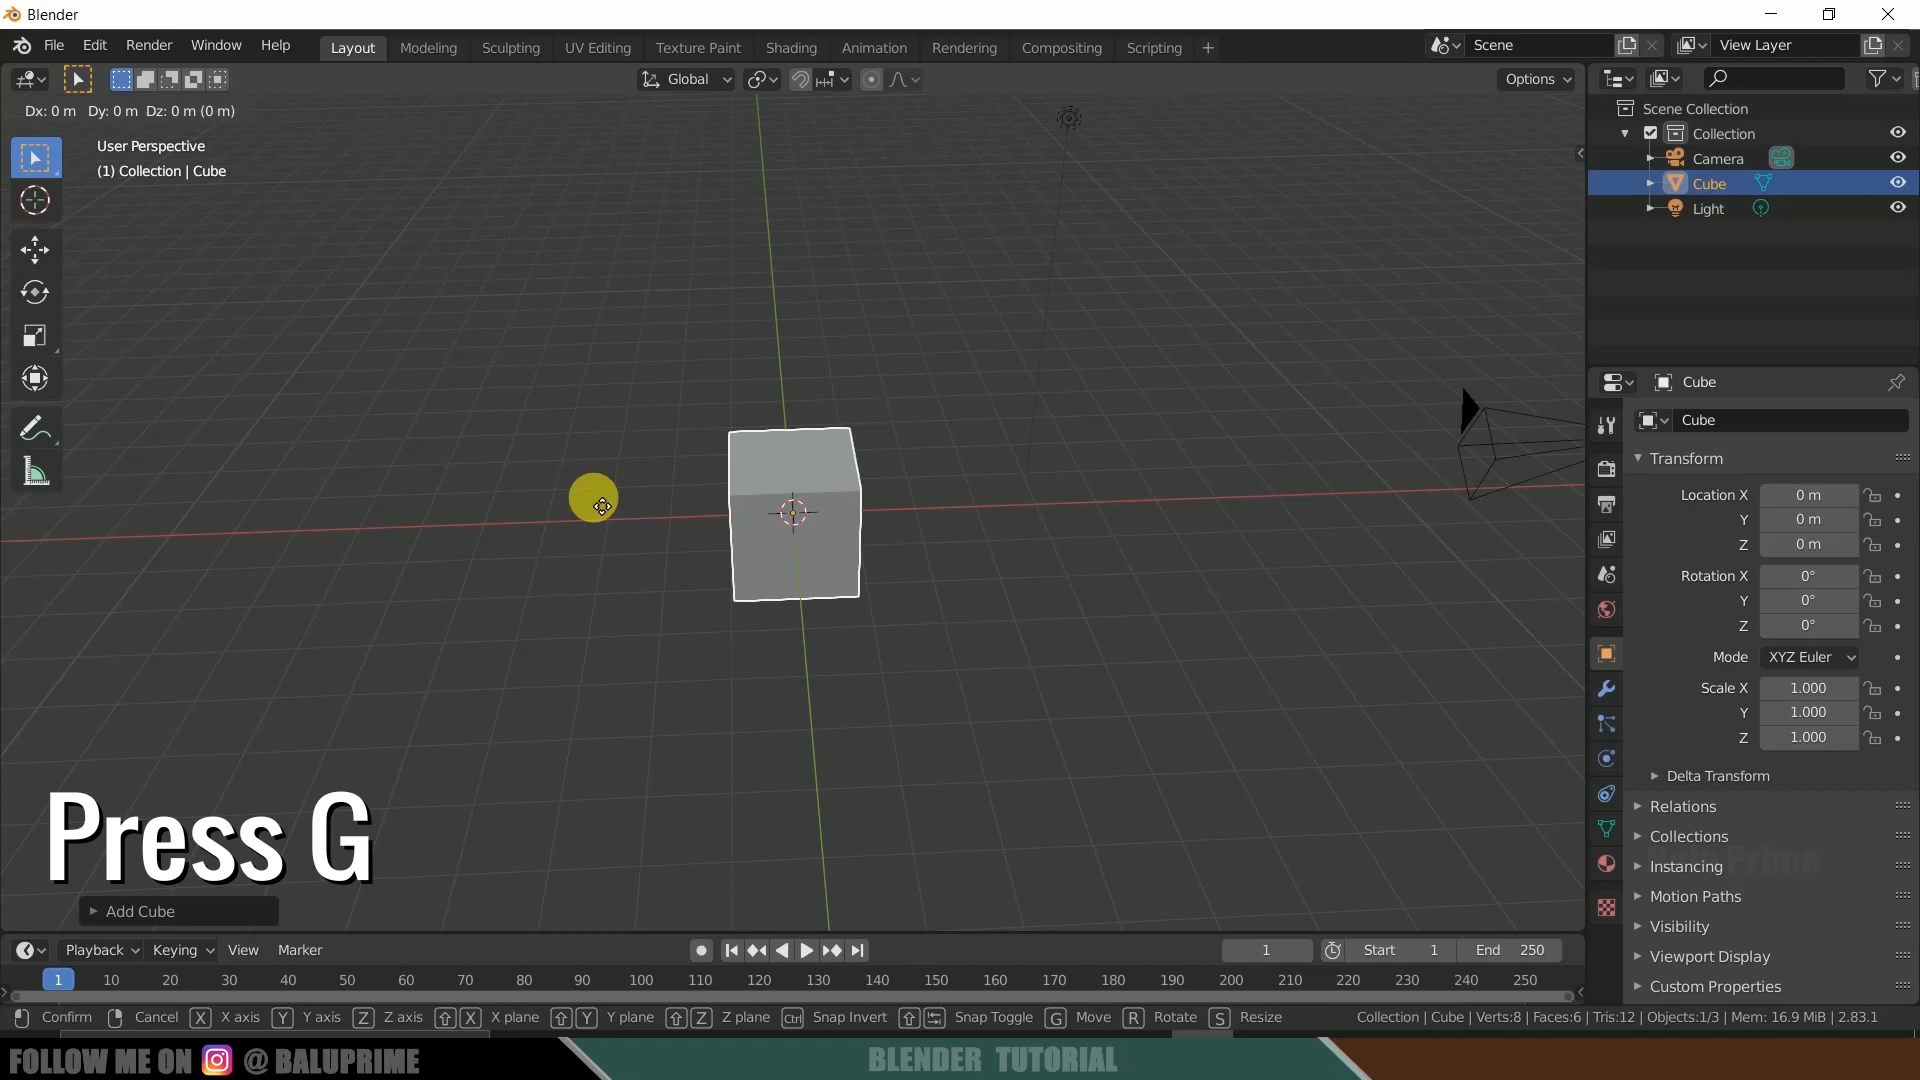 Blender
File Edit Render Window Help Layout Modeling Sculpting UV Editing Texture Paint Shading Animation Rendering Compositing Scripting + Scene View Layer
Global Options
Dx: 0 m Dy: 0 m Dz: 0 m (0 m)
User Perspective
(1) Collection | Cube
Scene Collection
Collection
Camera
Cube
Light
Cube
Cube
Transform
Location X 0 m
Y 0 m
Z 0 m
Rotation X 0°
Y 0°
Z 0°
Mode XYZ Euler
Scale X 1.000
Y 1.000
Z 1.000
Delta Transform
Relations
Collections
Instancing
Motion Paths
Visibility
Viewport Display
Custom Properties
Press G
Add Cube
Playback Keying View Marker 1 Start 1 End 250
1 10 20 30 40 50 60 70 80 90 100 110 120 130 140 150 160 170 180 190 200 210 220 230 240 250
Confirm Cancel X X axis Y Y axis Z Z axis X X plane Y Y plane Z Z plane Ctrl Snap Invert Snap Toggle G Move R Rotate S Resize Collection | Cube | Verts:8 | Faces:6 | Tris:12 | Objects:1/3 | Mem: 16.9 MiB | 2.83.1
FOLLOW ME ON @ BALUPRIME BLENDER TUTORIAL